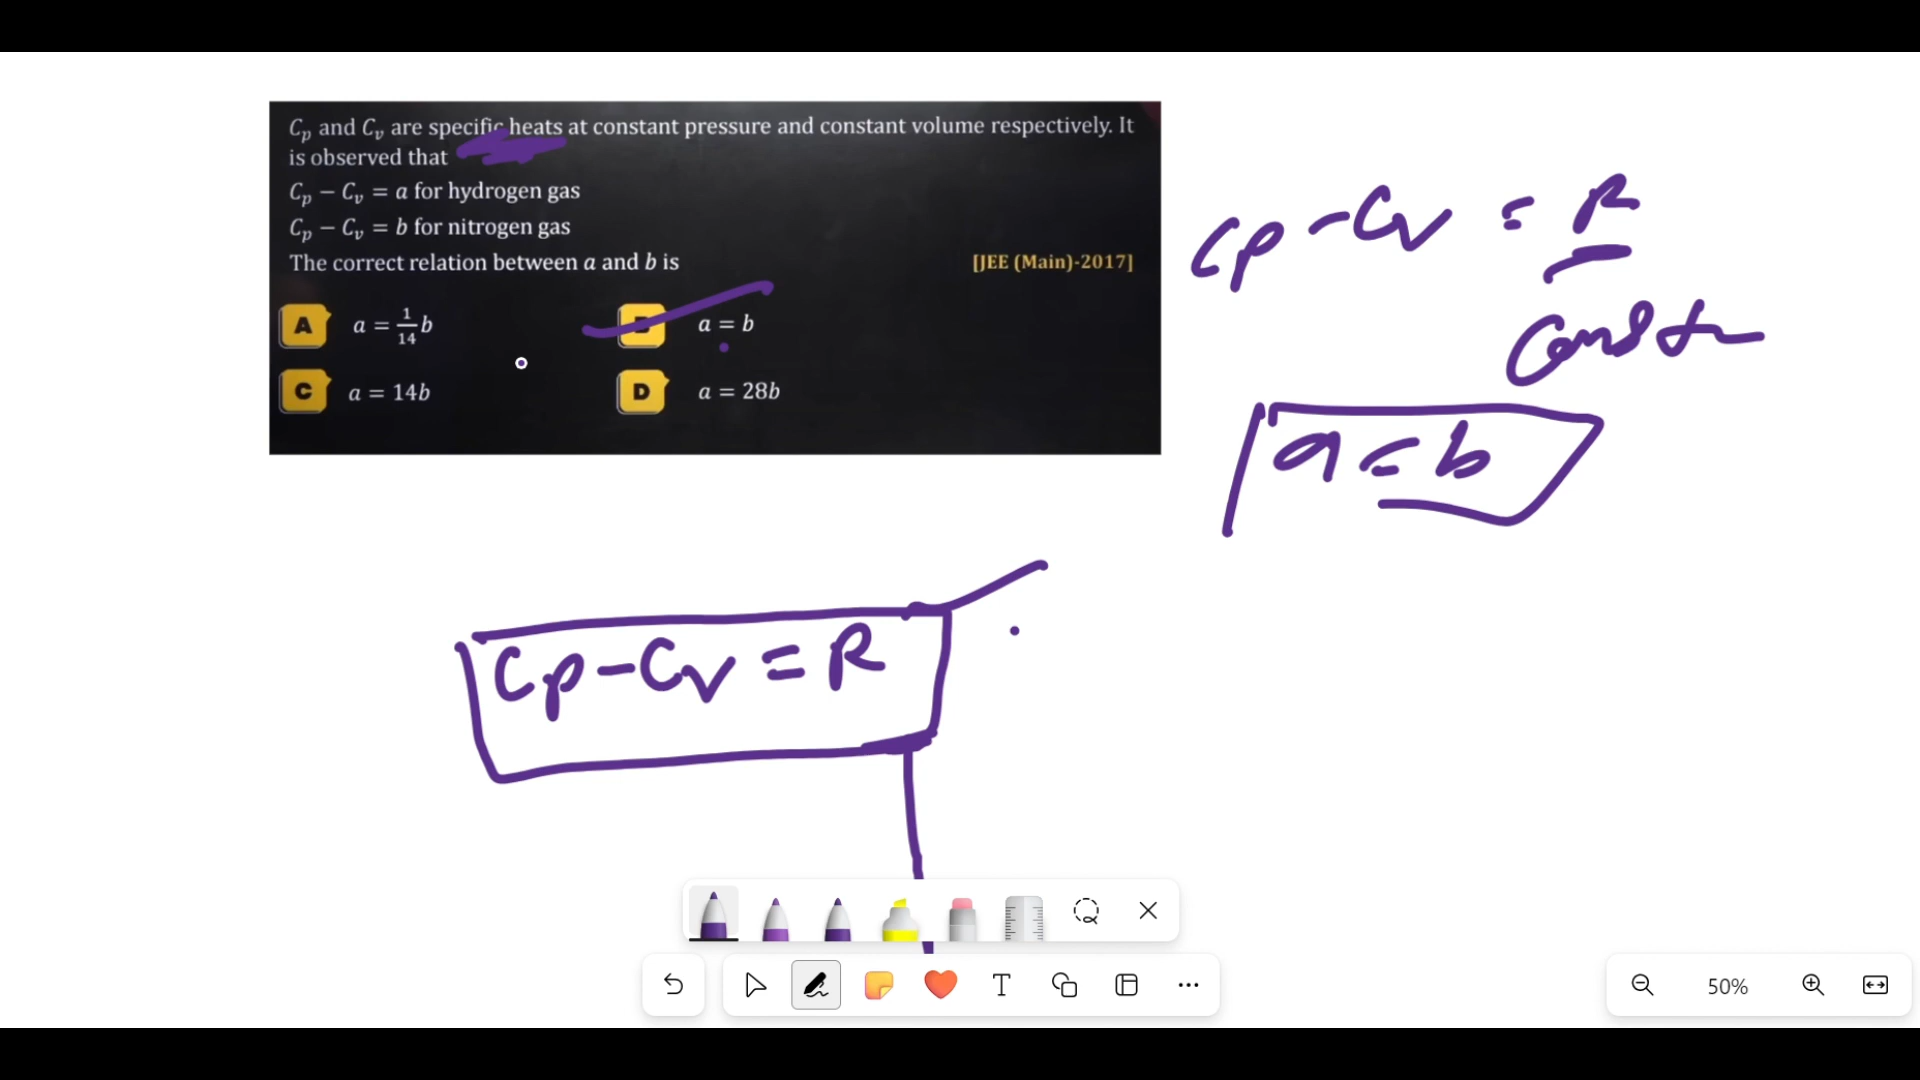 Cp and Cv are specific heats at constant pressure and constant volume respectively. It
is observed that
Cp − Cv = a for hydrogen gas
Cp − Cv = b for nitrogen gas
The correct relation between a and b is
[JEE (Main)-2017]
A a = 1/14 b
B a = b
C a = 14b
D a = 28b
Cp - Cv = R
Const
a = b
Cp - Cv = R
50%